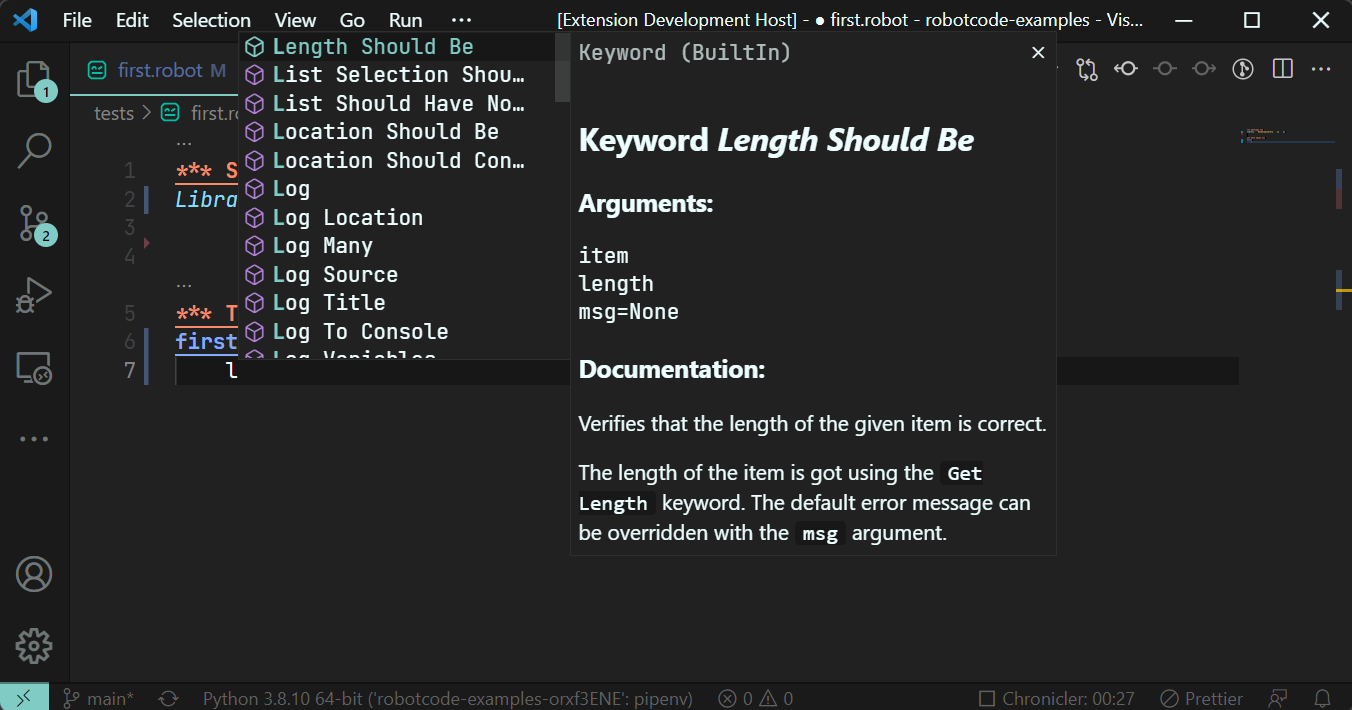 File Edit Selection View Go Run ··· [Extension Development Host] - ● first.robot - robotcode-examples - Vis...
first.robot M
tests > first.ro
1 *** S
2 Libra
3
4
5 *** T
6 first
7 l
Length Should Be
List Selection Shou…
List Should Have No…
Location Should Be
Location Should Con…
Log
Log Location
Log Many
Log Source
Log Title
Log To Console
Log Variables
Keyword (BuiltIn)
Keyword Length Should Be
Arguments:
item
length
msg=None
Documentation:
Verifies that the length of the given item is correct.
The length of the item is got using the Get
Length keyword. The default error message can
be overridden with the msg argument.
1
2
main* Python 3.8.10 64-bit ('robotcode-examples-orxf3ENE': pipenv) 0 0 Chronicler: 00:27 Prettier